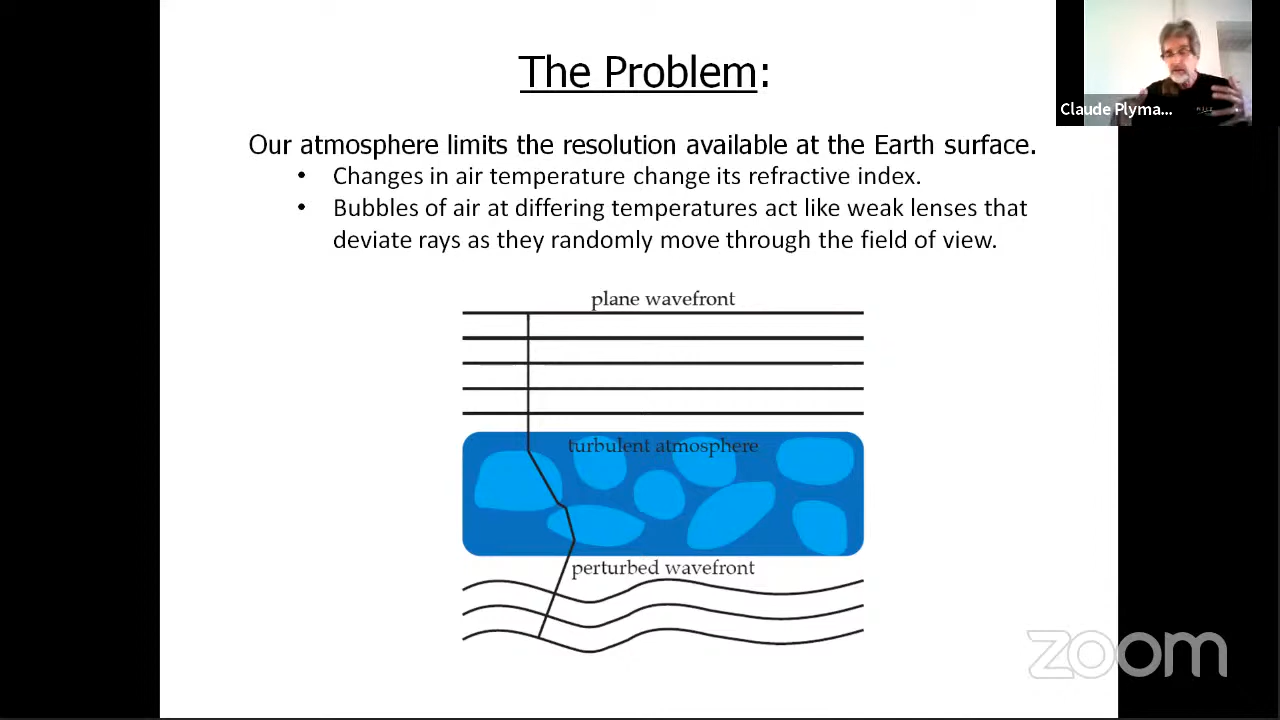 The Problem:
Claude Plyma...
Our atmosphere limits the resolution available at the Earth surface.
• Changes in air temperature change its refractive index.
• Bubbles of air at differing temperatures act like weak lenses that
deviate rays as they randomly move through the field of view.
plane wavefront
turbulent atmosphere
perturbed wavefront
zoom